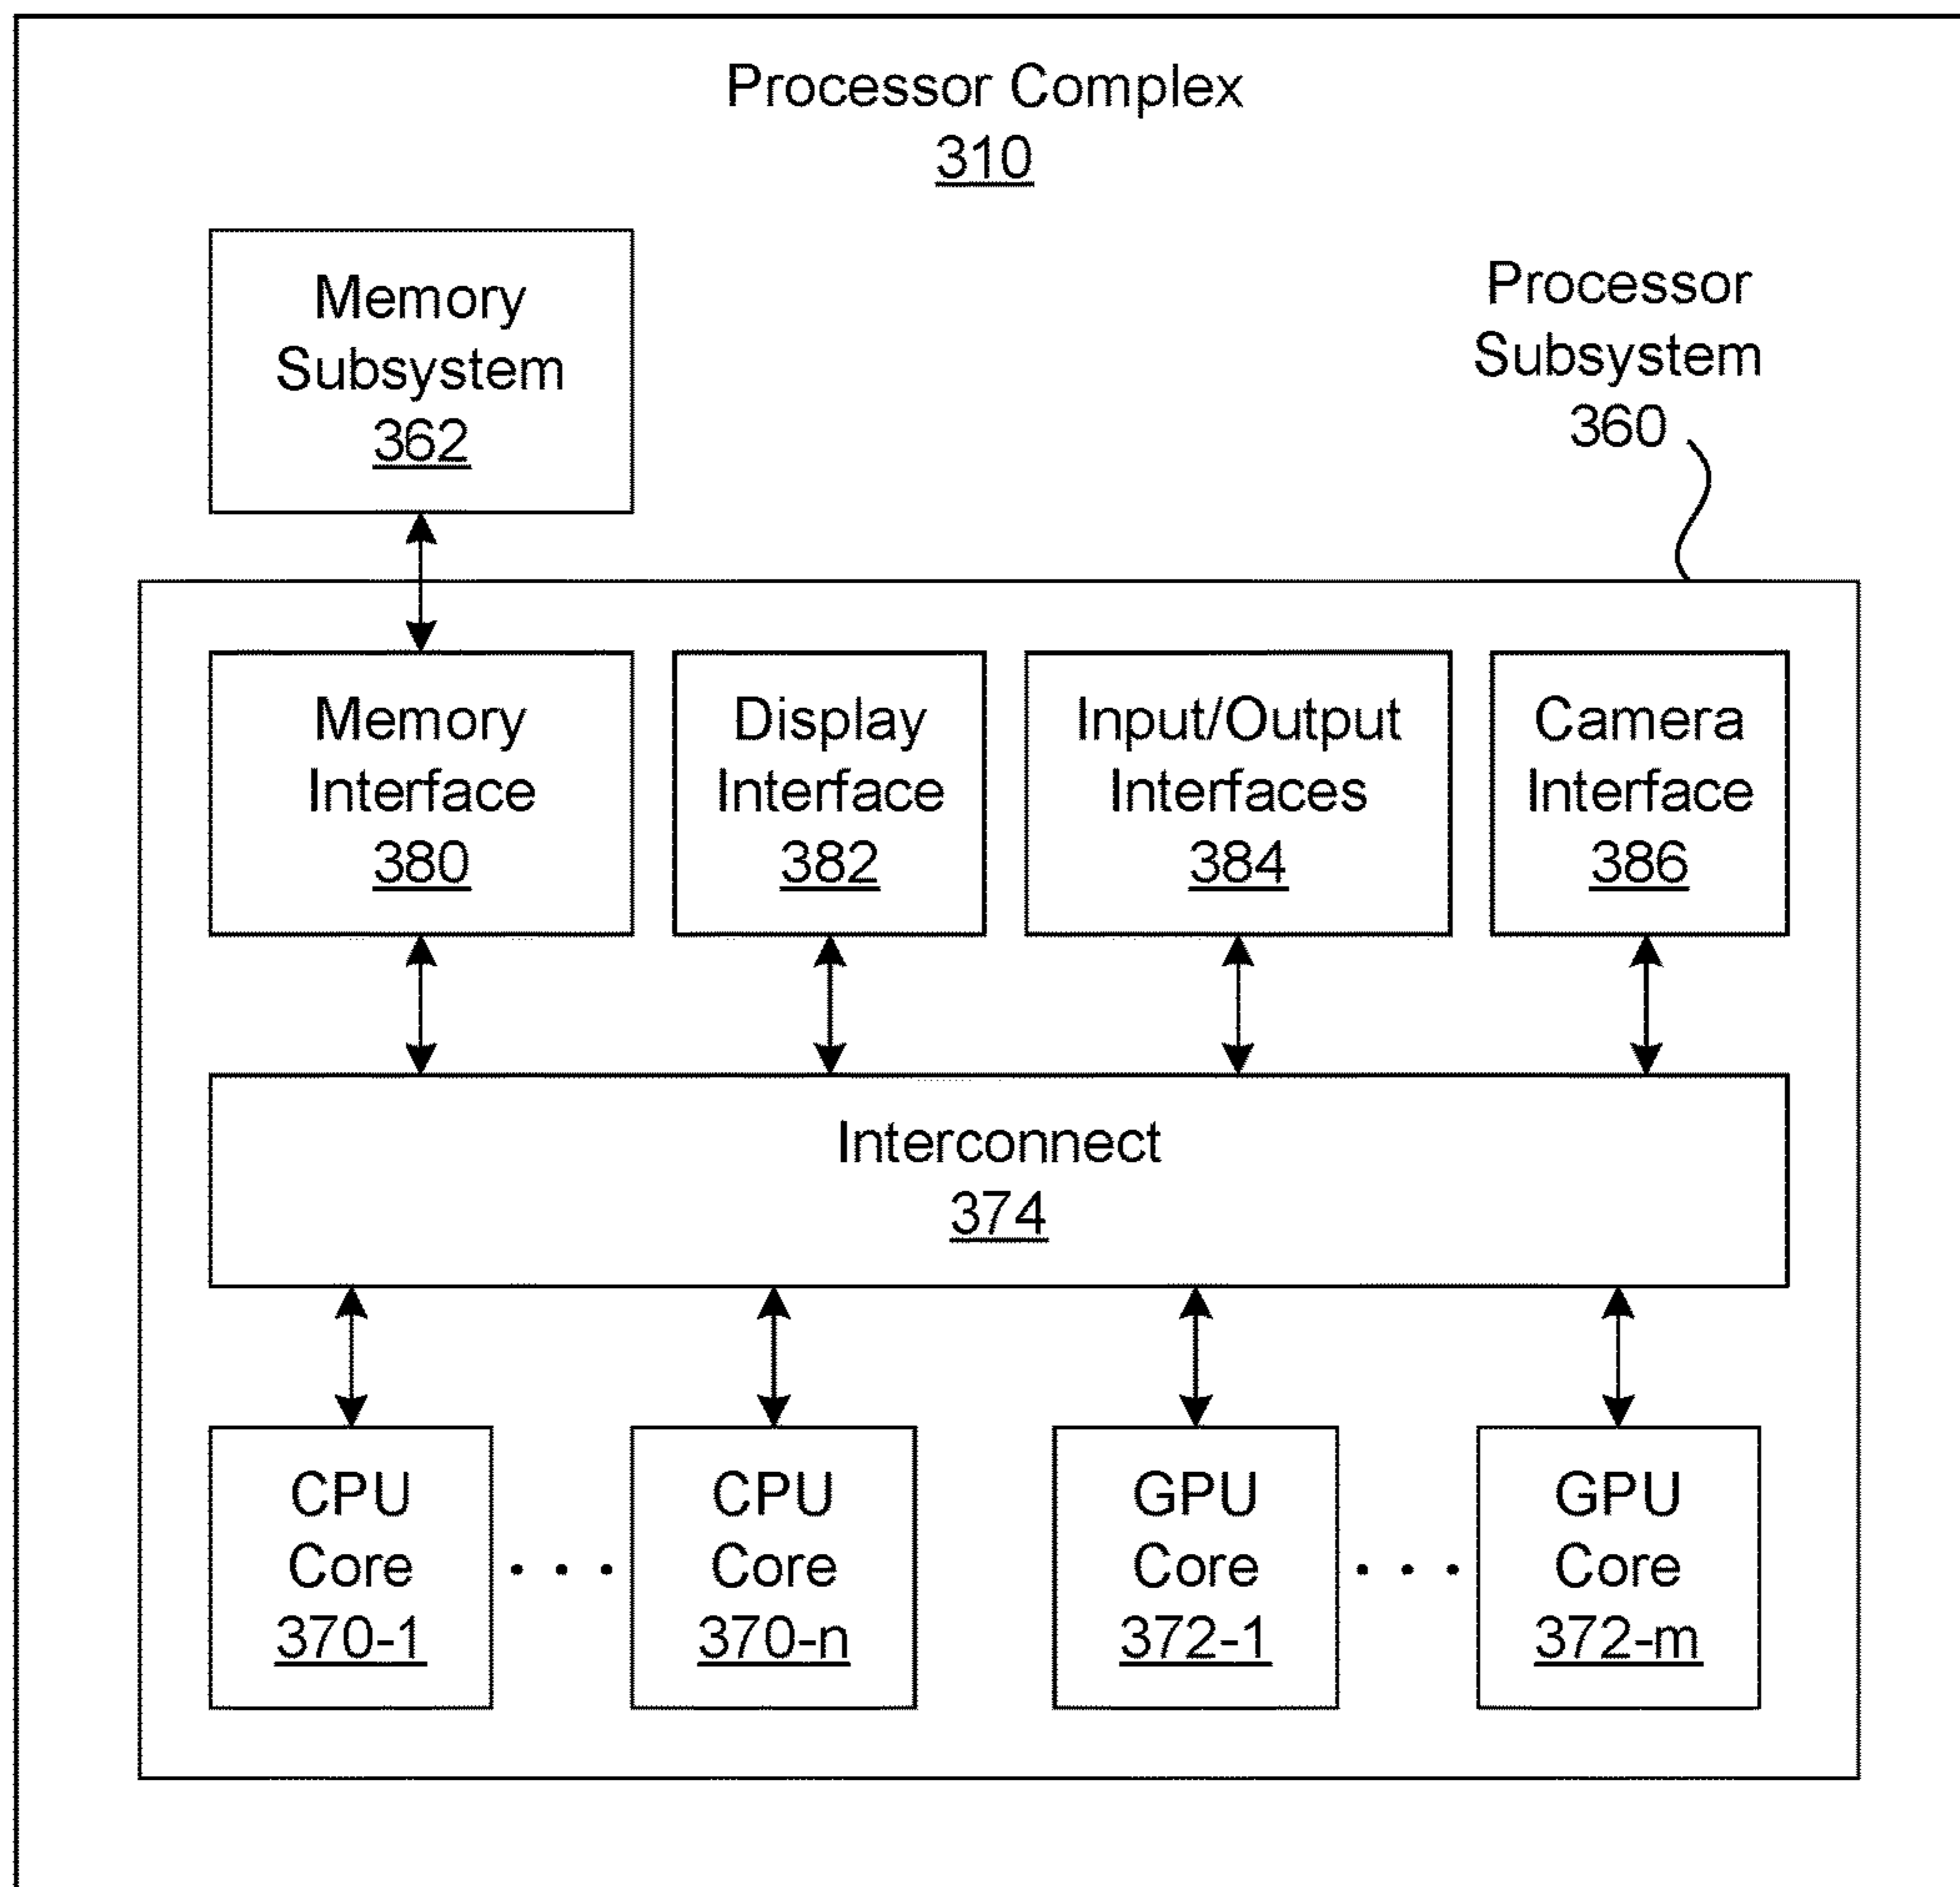 Processor Complex
310
Memory
Subsystem
362
Processor
Subsystem
360
Memory
Interface
380
Display
Interface
382
Input/Output
Interfaces
384
Camera
Interface
386
Interconnect
374
CPU
Core
370-1
. . .
CPU
Core
370-n
GPU
Core
372-1
. . .
GPU
Core
372-m